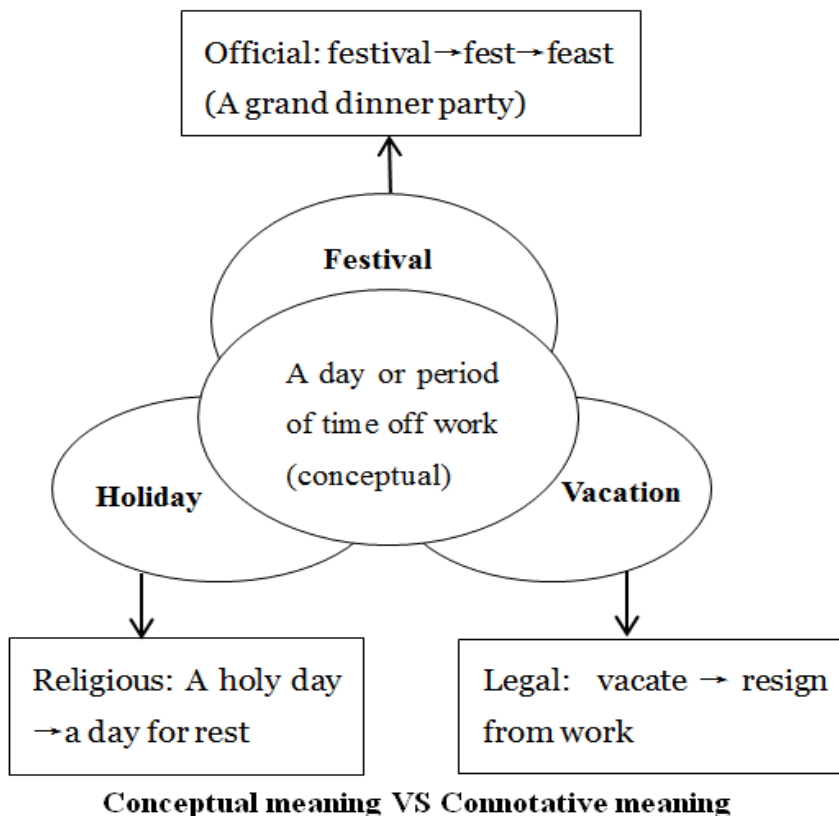 Official: festival→fest→feast
(A grand dinner party)
Festival
A day or period
of time off work
(conceptual)
Holiday
Vacation
Religious: A holy day
→a day for rest
Legal: vacate → resign
from work
Conceptual meaning VS Connotative meaning